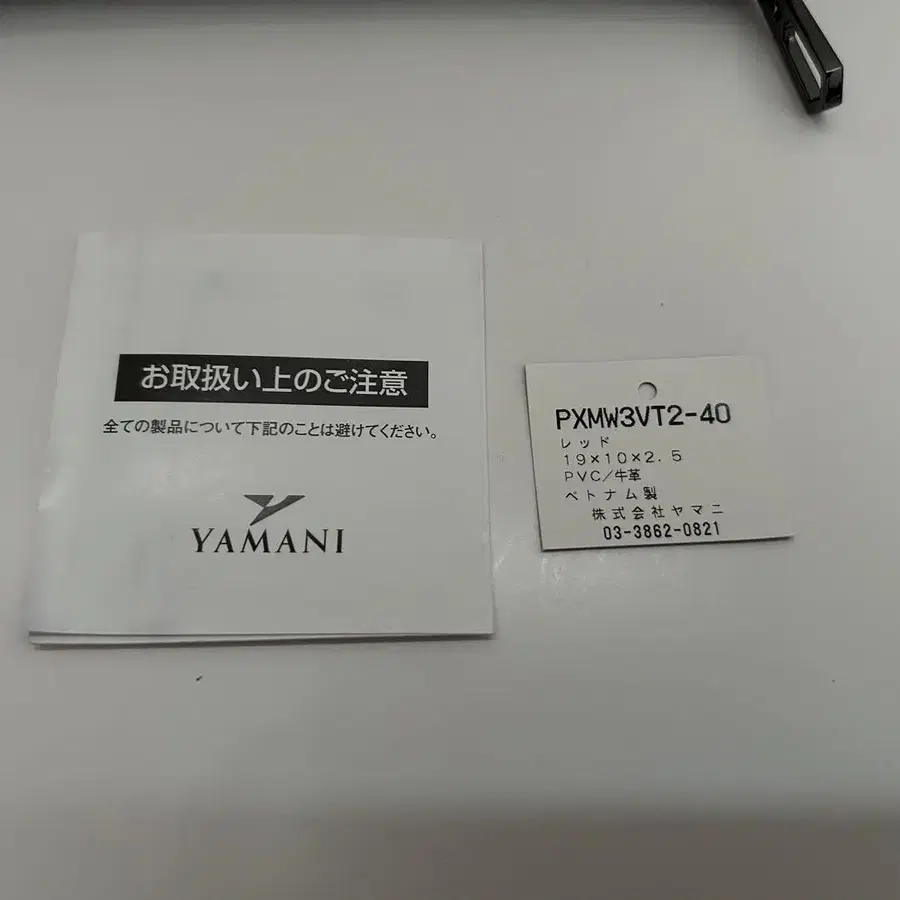 お取扱い上のご注意
全ての製品について下記のことは避けてください。
YAMANI
PXMW3VT2-40
レッド
19×10×2.5
PVC/牛革
ベトナム製
株式会社ヤマニ
03-3862-0821